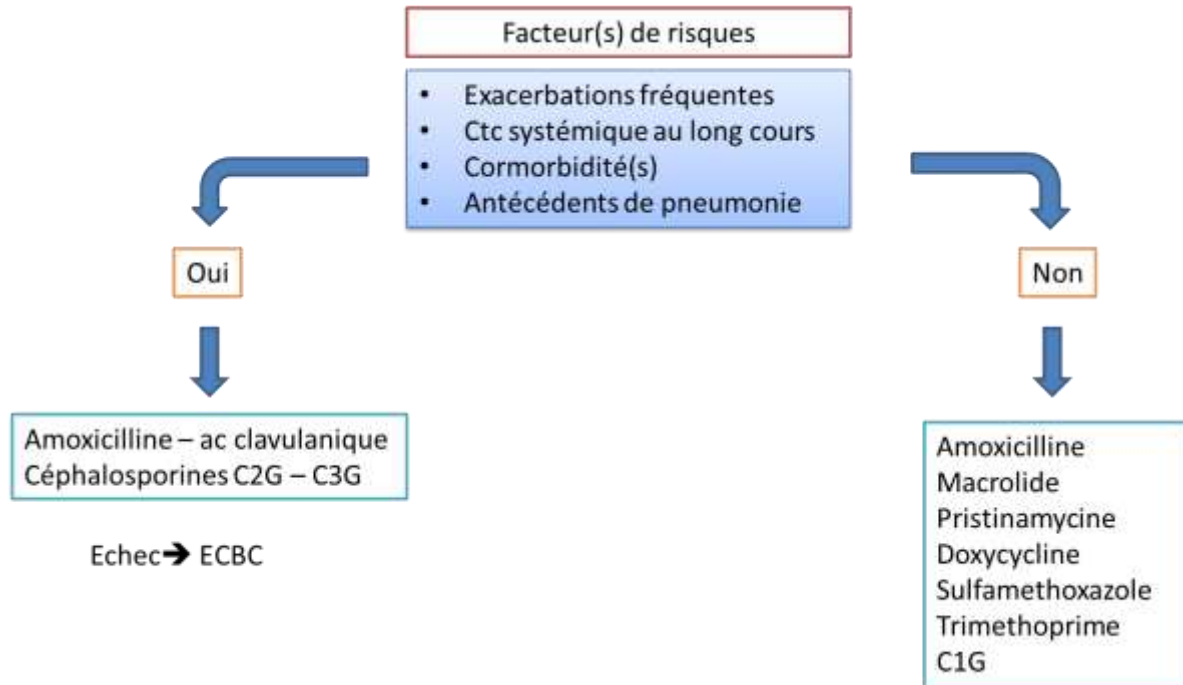 Facteur(s) de risques
• Exacerbations fréquentes
• Ctc systémique au long cours
• Cormorbidité(s)
• Antécédents de pneumonie
Oui
Non
Amoxicilline – ac clavulanique
Céphalosporines C2G – C3G
Echec➔ ECBC
Amoxicilline
Macrolide
Pristinamycine
Doxycycline
Sulfamethoxazole
Trimethoprime
C1G